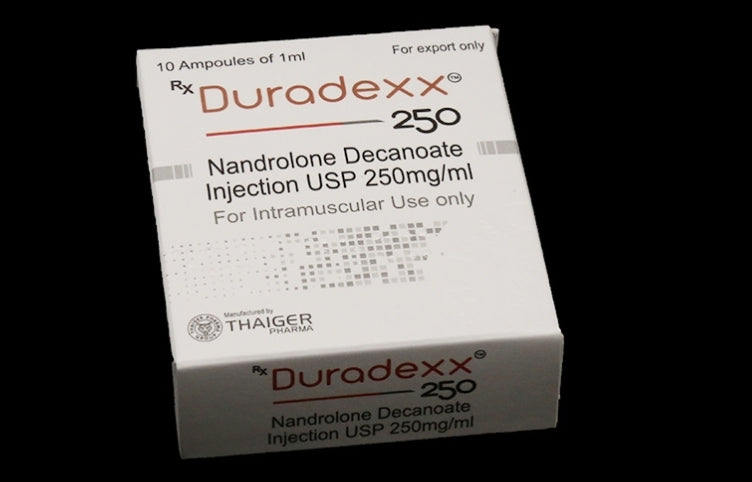 10 Ampoules of 1ml
For export only
Rx Duradexx™
250
Nandrolone Decanoate
Injection USP 250mg/ml
For Intramuscular Use only
Manufactured by
THAIGER
PHARMA
Rx Duradexx™
250
Nandrolone Decanoate
Injection USP 250mg/ml